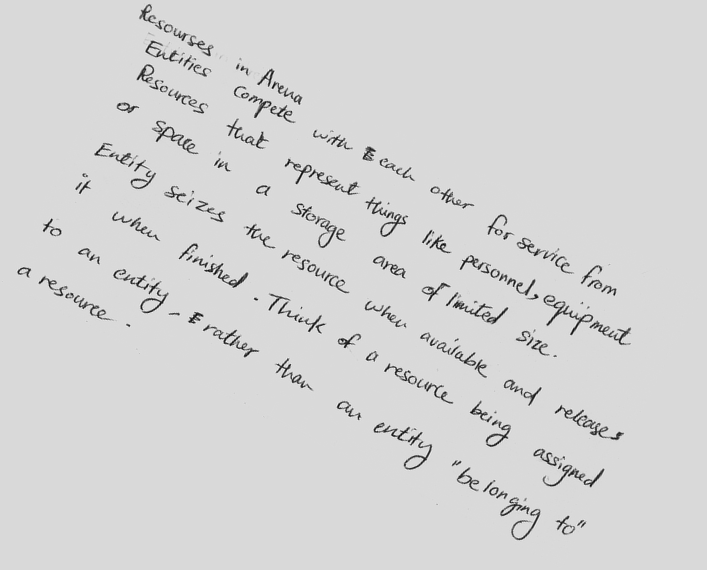 Resourses in Arena
Entities Compete with each other for service from
Resources that represent things like personnel, equipment
or space in a storage area of limited size.
Entity seizes the resource when available and releases
it when finished. Think of a resource being assigned
to an entity - rather than an entity "belonging to"
a resource.